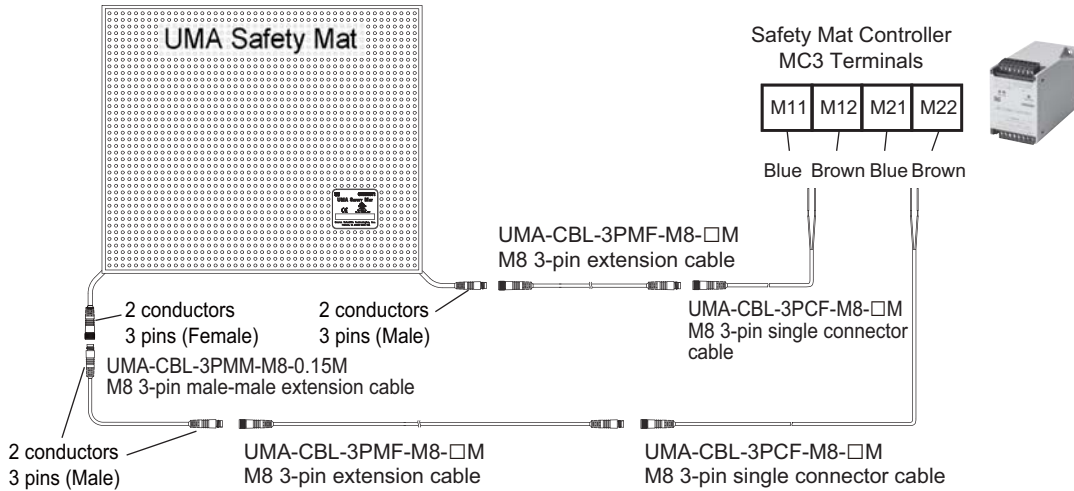 UMA Safety Mat
Safety Mat Controller
MC3 Terminals
M11 M12 M21 M22
Blue Brown Blue Brown
UMA Safety Mat
UMA-CBL-3PMF-M8-□M
M8 3-pin extension cable
2 conductors
3 pins (Female)
2 conductors
3 pins (Male)
UMA-CBL-3PCF-M8-□M
M8 3-pin single connector
cable
UMA-CBL-3PMM-M8-0.15M
M8 3-pin male-male extension cable
2 conductors
3 pins (Male)
UMA-CBL-3PMF-M8-□M
M8 3-pin extension cable
UMA-CBL-3PCF-M8-□M
M8 3-pin single connector cable